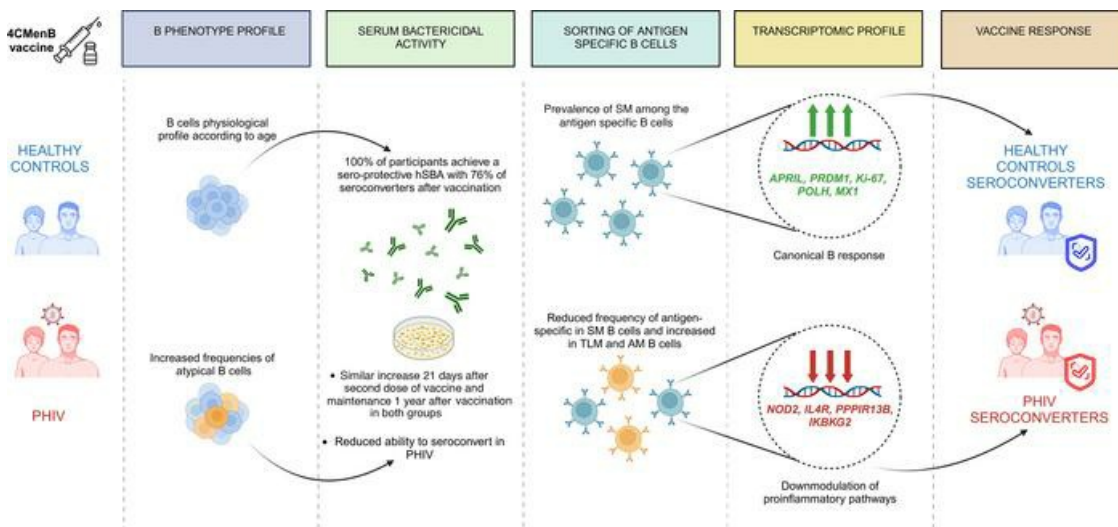 4CMenB
vaccine
B PHENOTYPE PROFILE
SERUM BACTERICIDAL
ACTIVITY
SORTING OF ANTIGEN
SPECIFIC B CELLS
TRANSCRIPTOMIC PROFILE
VACCINE RESPONSE
HEALTHY
CONTROLS
B cells physiological
profile according to age
100% of participants achieve a
sero-protective hSBA with 76% of
seroconverters after vaccination
Prevalence of SM among the
antigen specific B cells
APRIL, PRDM1, Ki-67,
POLH, MX1
Canonical B response
HEALTHY
CONTROLS
SEROCONVERTERS
PHIV
Increased frequencies of
atypical B cells
• Similar increase 21 days after
second dose of vaccine and
maintenance 1 year after vaccination
in both groups
• Reduced ability to seroconvert in
PHIV
Reduced frequency of antigen-
specific in SM B cells and increased
in TLM and AM B cells
NOD2, IL4R, PPPIR13B,
IKBKG2
Downmodulation of
proinflammatory pathways
PHIV
SEROCONVERTERS